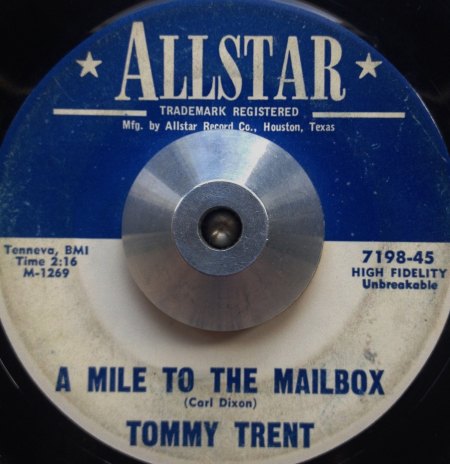 ★ ALLSTAR ★
TRADEMARK REGISTERED
Mfg. by Allstar Record Co., Houston, Texas
Tenneva, BMI
Time 2:16
M-1269
7198-45
HIGH FIDELITY
Unbreakable
A MILE TO THE MAILBOX
(Carl Dixon)
TOMMY TRENT